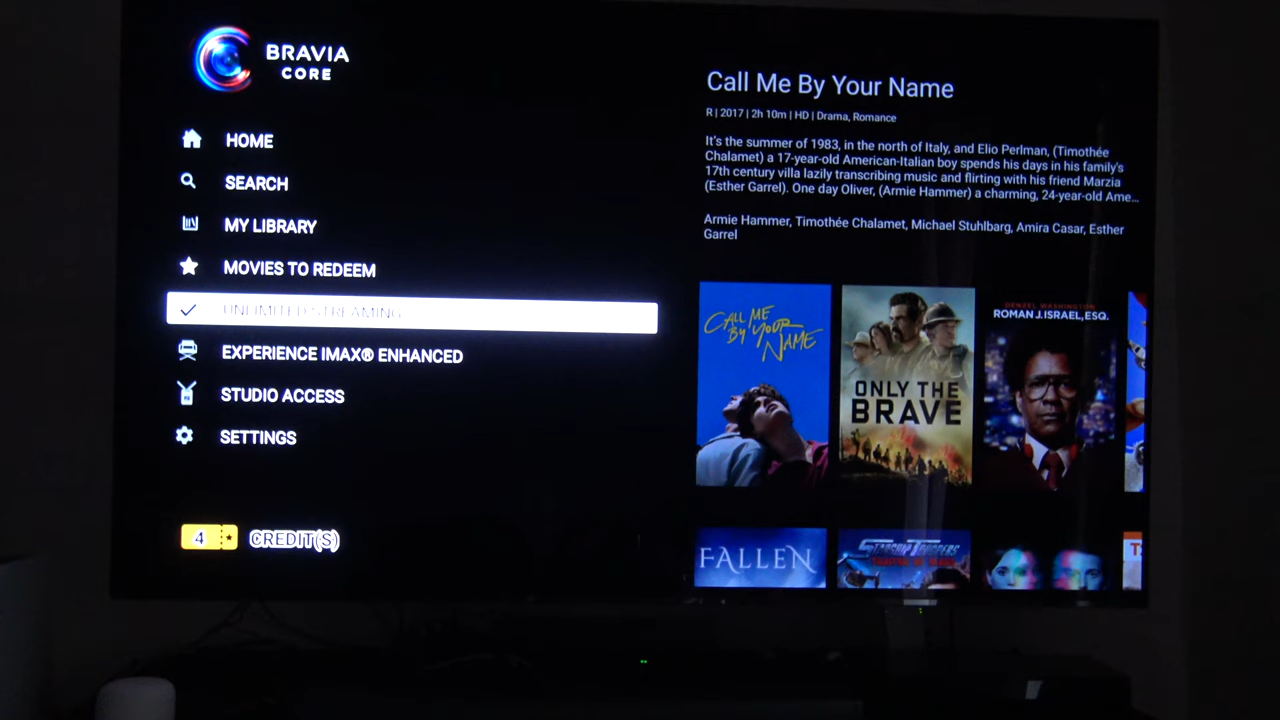 BRAVIA
CORE
HOME
SEARCH
MY LIBRARY
MOVIES TO REDEEM
UNLIMITED STREAMING
EXPERIENCE IMAX® ENHANCED
STUDIO ACCESS
SETTINGS
4 CREDIT(S)
Call Me By Your Name
R | 2017 | 2h 10m | HD | Drama, Romance
It's the summer of 1983, in the north of Italy, and Elio Perlman, (Timothée
Chalamet) a 17-year-old American-Italian boy spends his days in his family's
17th century villa lazily transcribing music and flirting with his friend Marzia
(Esther Garrel). One day Oliver, (Armie Hammer) a charming, 24-year-old Ame...
Armie Hammer, Timothée Chalamet, Michael Stuhlbarg, Amira Casar, Esther
Garrel
CALL ME
BY YOUR
NAME
ONLY THE
BRAVE
DENZEL WASHINGTON
ROMAN J. ISRAEL, ESQ.
FALLEN
STARSHIP TROOPERS
TRAITOR OF MARS